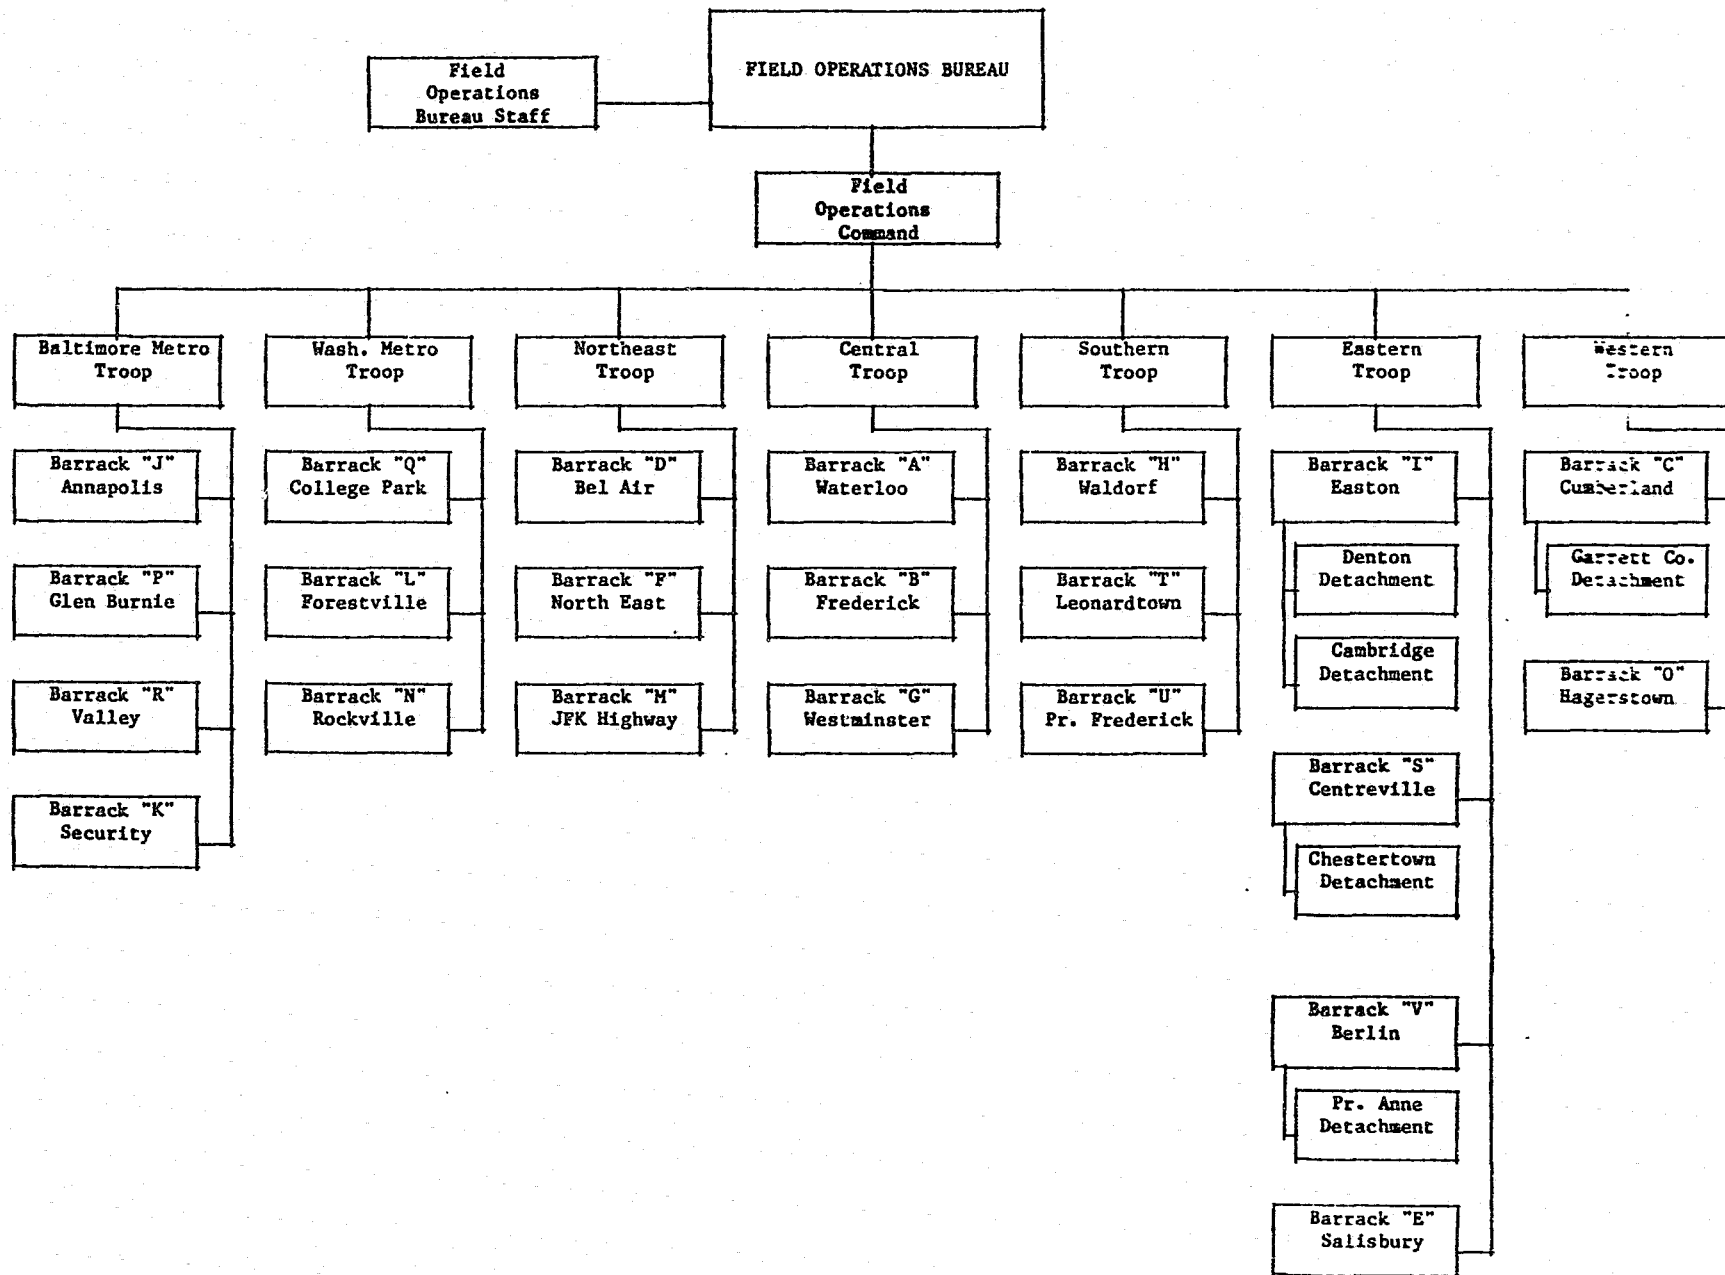 FIELD OPERATIONS BUREAU
Field
Operations
Bureau Staff
Field
Operations
Command
Baltimore Metro
Troop
Barrack "J"
Annapolis
Barrack "P"
Glen Burnie
Barrack "R"
Valley
Barrack "K"
Security
Wash. Metro
Troop
Barrack "Q"
College Park
Barrack "L"
Forestville
Barrack "N"
Rockville
Northeast
Troop
Barrack "D"
Bel Air
Barrack "F"
North East
Barrack "M"
JFK Highway
Central
Troop
Barrack "A"
Waterloo
Barrack "B"
Frederick
Barrack "G"
Westminster
Southern
Troop
Barrack "H"
Waldorf
Barrack "T"
Leonardtown
Barrack "U"
Pr. Frederick
Eastern
Troop
Barrack "I"
Easton
Denton
Detachment
Cambridge
Detachment
Barrack "S"
Centreville
Chestertown
Detachment
Barrack "V"
Berlin
Pr. Anne
Detachment
Barrack "E"
Salisbury
Western
Troop
Barrack "C"
Cumberland
Garrett Co.
Detachment
Barrack "O"
Hagerstown